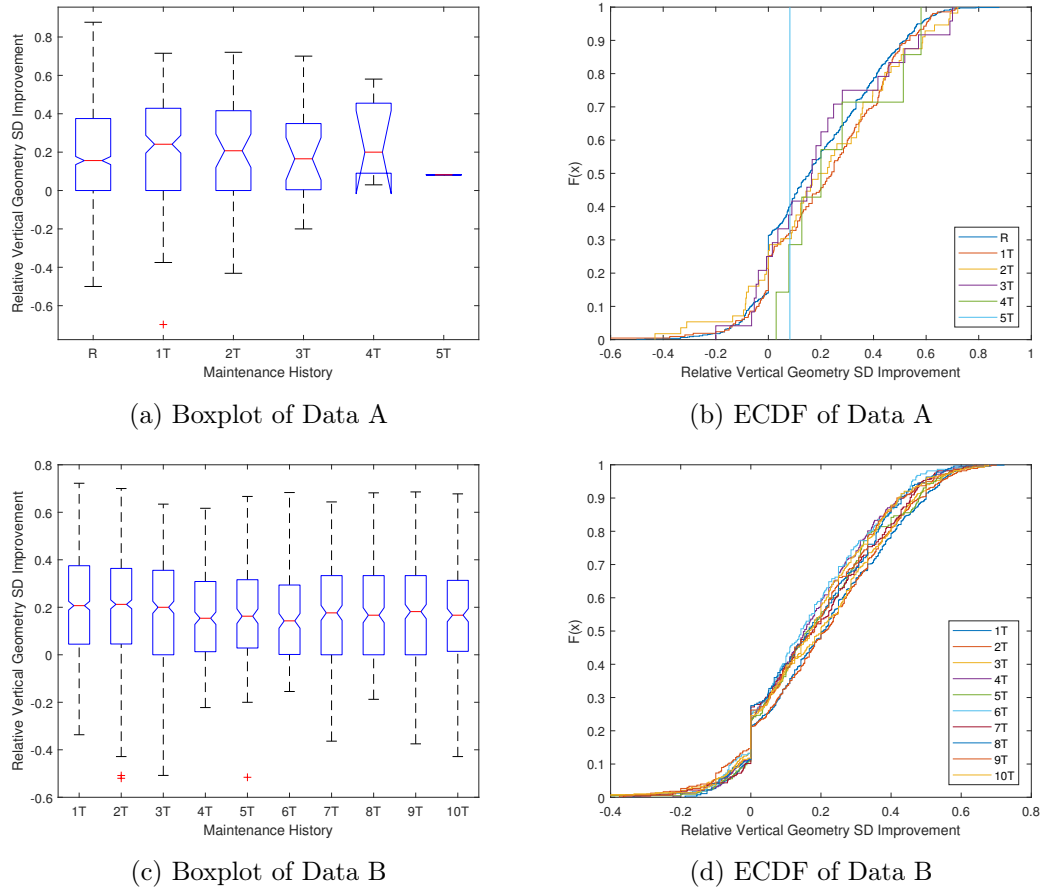 0.8
0.6
0.4
0.2
0
-0.2
-0.4
-0.6
Relative Vertical Geometry SD Improvement
R 1T 2T 3T 4T 5T
Maintenance History
(a) Boxplot of Data A
1
0.9
0.8
0.7
0.6
0.5
0.4
0.3
0.2
0.1
0
F(x)
R
1T
2T
3T
4T
5T
-0.6 -0.4 -0.2 0 0.2 0.4 0.6 0.8 1
Relative Vertical Geometry SD Improvement
(b) ECDF of Data A
0.8
0.6
0.4
0.2
0
-0.2
-0.4
-0.6
Relative Vertical Geometry SD Improvement
1T 2T 3T 4T 5T 6T 7T 8T 9T 10T
Maintenance History
(c) Boxplot of Data B
1
0.9
0.8
0.7
0.6
0.5
0.4
0.3
0.2
0.1
0
F(x)
1T
2T
3T
4T
5T
6T
7T
8T
9T
10T
-0.4 -0.2 0 0.2 0.4 0.6 0.8
Relative Vertical Geometry SD Improvement
(d) ECDF of Data B